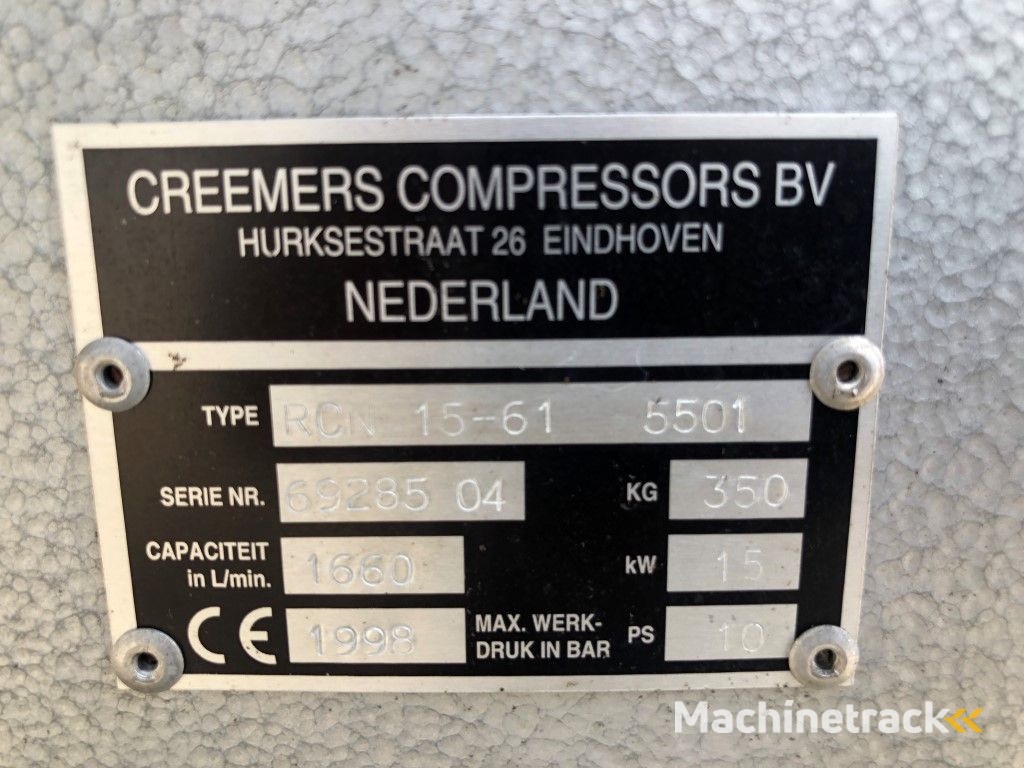 CREEMERS COMPRESSORS BV
HURKSESTRAAT 26 EINDHOVEN
NEDERLAND
TYPE RCN 15-61 5501
SERIE NR. 69285 04 KG 350
CAPACITEIT
in L/min. 1660 kW 15
CE 1998 MAX. WERK-
DRUK IN BAR PS 10
Machinetrack